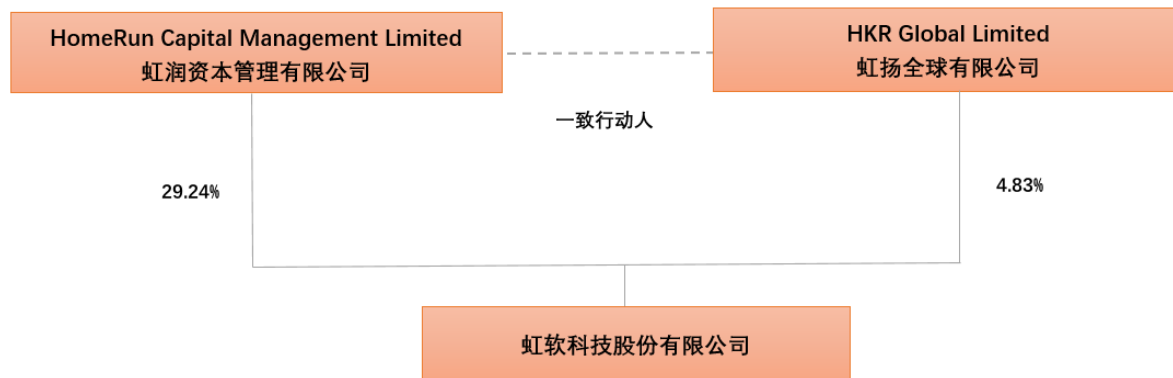 HomeRun Capital Management Limited
虹润资本管理有限公司
HKR Global Limited
虹扬全球有限公司
一致行动人
29.24%
4.83%
虹软科技股份有限公司